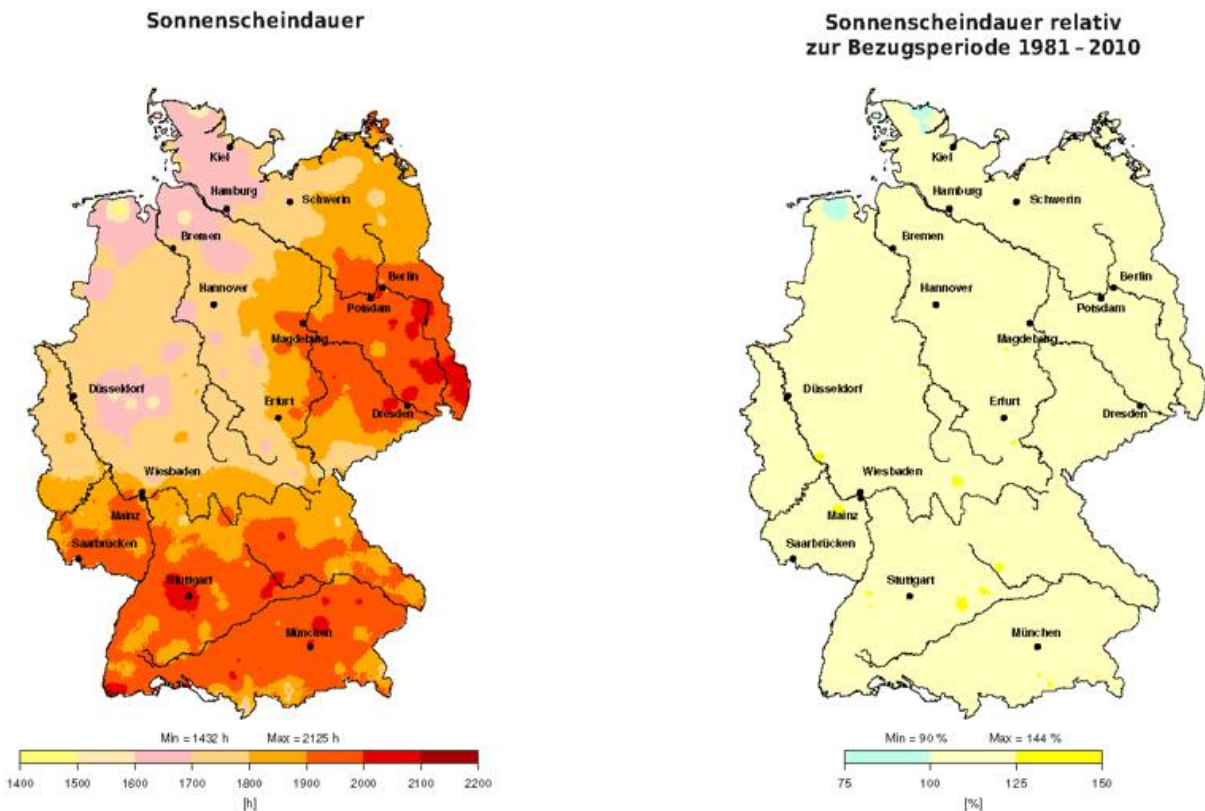 Sonnenscheindauer
Kiel
Hamburg
Schwerin
Bremen
Berlin
Hannover
Potsdam
Magdeburg
Düsseldorf
Erfurt
Dresden
Wiesbaden
Mainz
Saarbrücken
Stuttgart
München
Min = 1432 h Max = 2125 h
1400 1500 1600 1700 1800 1900 2000 2100 2200
[h]
Sonnenscheindauer relativ
zur Bezugsperiode 1981 – 2010
Kiel
Hamburg
Schwerin
Bremen
Berlin
Hannover
Potsdam
Magdeburg
Düsseldorf
Erfurt
Dresden
Wiesbaden
Mainz
Saarbrücken
Stuttgart
München
Min = 90 % Max = 144 %
75 100 125 150
[%]